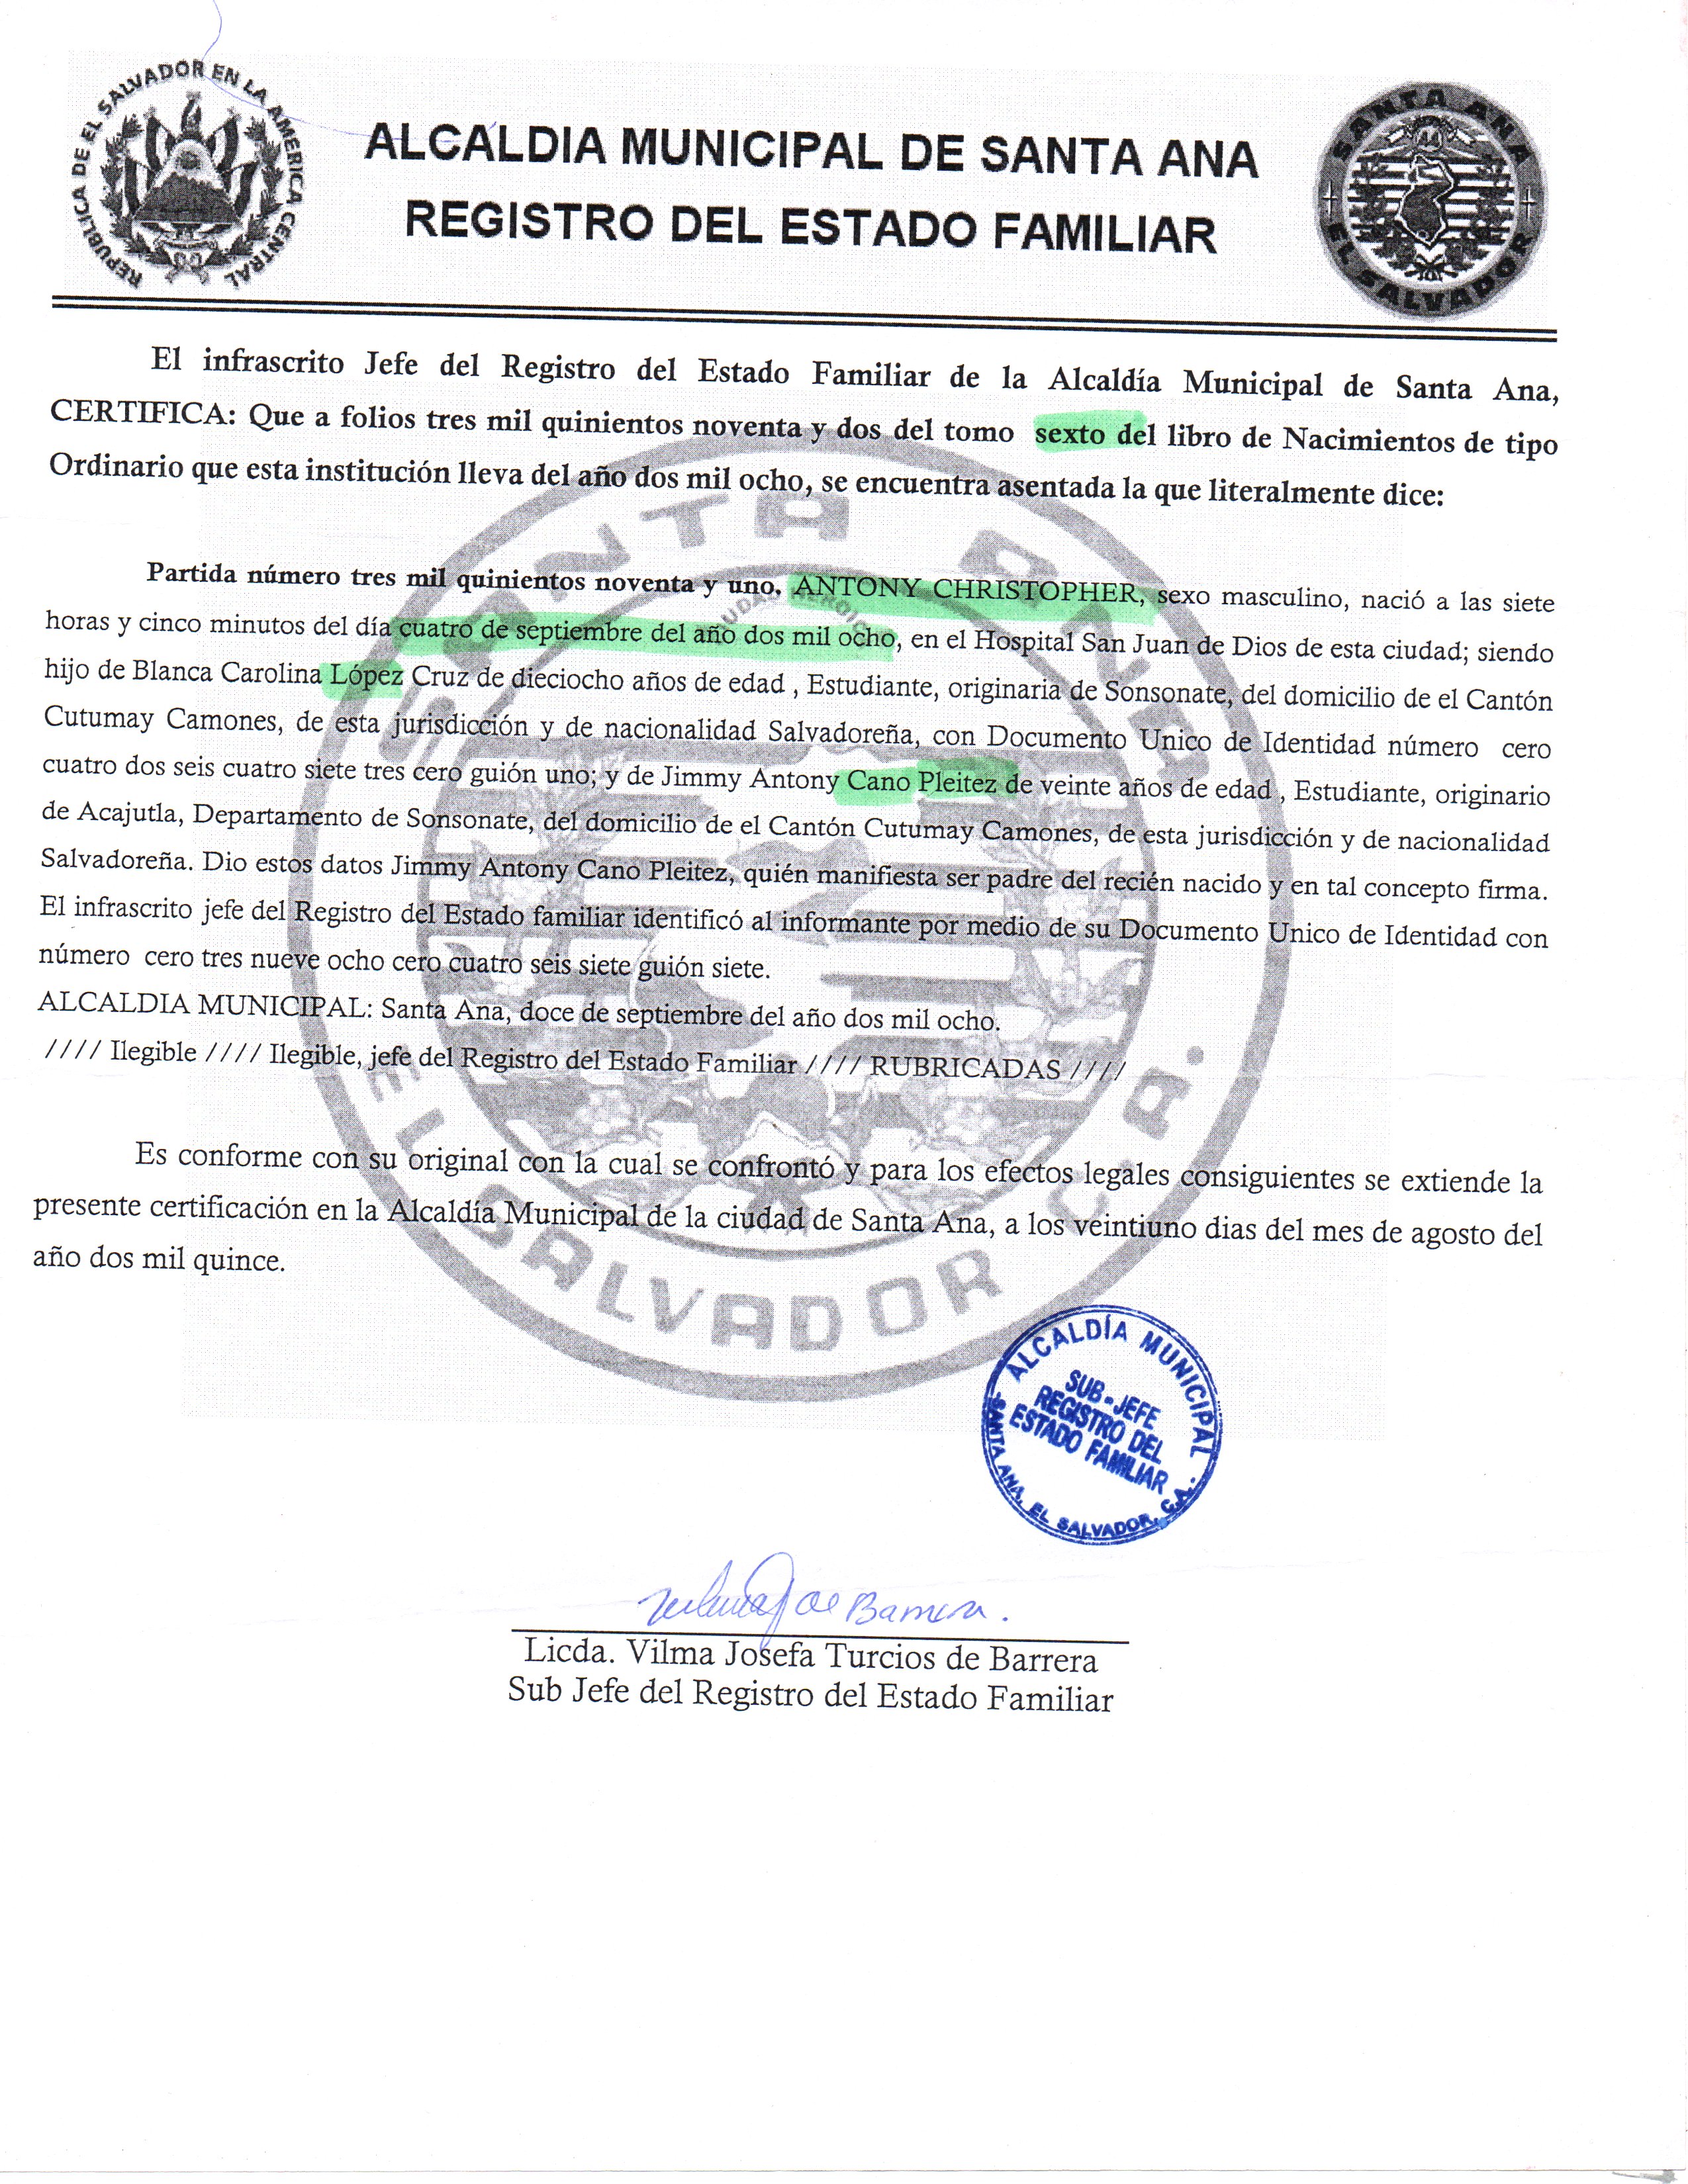 REPUBLICA DE EL SALVADOR EN LA AMERICA CENTRAL
ALCALDIA MUNICIPAL DE SANTA ANA
REGISTRO DEL ESTADO FAMILIAR
SANTA ANA
EL SALVADOR
El infrascrito Jefe del Registro del Estado Familiar de la Alcaldía Municipal de Santa Ana,
CERTIFICA: Que a folios tres mil quinientos noventa y dos del tomo sexto del libro de Nacimientos de tipo
Ordinario que esta institución lleva del año dos mil ocho, se encuentra asentada la que literalmente dice:
Partida número tres mil quinientos noventa y uno. ANTONY CHRISTOPHER, sexo masculino, nació a las siete
horas y cinco minutos del día cuatro de septiembre del año dos mil ocho, en el Hospital San Juan de Dios de esta ciudad; siendo
hijo de Blanca Carolina López Cruz de dieciocho años de edad , Estudiante, originaria de Sonsonate, del domicilio de el Cantón
Cutumay Camones, de esta jurisdicción y de nacionalidad Salvadoreña, con Documento Unico de Identidad número cero
cuatro dos seis cuatro siete tres cero guión uno; y de Jimmy Antony Cano Pleitez de veinte años de edad , Estudiante, originario
de Acajutla, Departamento de Sonsonate, del domicilio de el Cantón Cutumay Camones, de esta jurisdicción y de nacionalidad
Salvadoreña. Dio estos datos Jimmy Antony Cano Pleitez, quién manifiesta ser padre del recién nacido y en tal concepto firma.
El infrascrito jefe del Registro del Estado familiar identificó al informante por medio de su Documento Unico de Identidad con
número cero tres nueve ocho cero cuatro seis siete guión siete.
ALCALDIA MUNICIPAL: Santa Ana, doce de septiembre del año dos mil ocho.
//// Ilegible //// Ilegible, jefe del Registro del Estado Familiar //// RUBRICADAS ////
Es conforme con su original con la cual se confrontó y para los efectos legales consiguientes se extiende la
presente certificación en la Alcaldía Municipal de la ciudad de Santa Ana, a los veintiuno dias del mes de agosto del
año dos mil quince.
SANTA ANA
EL SALVADOR C.A.
ALCALDÍA MUNICIPAL
SUB-JEFE
REGISTRO DEL
ESTADO FAMILIAR
SANTA ANA, EL SALVADOR, C.A.
de Barrera.
Licda. Vilma Josefa Turcios de Barrera
Sub Jefe del Registro del Estado Familiar